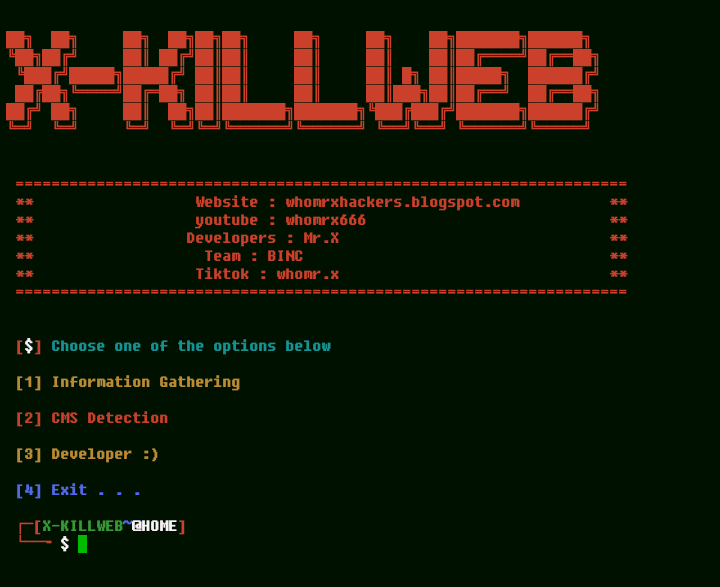 X-KILLWEB
=====================================================================
** Website : whomrxhackers.blogspot.com **
** youtube : whomrx666 **
** Developers : Mr.X **
** Team : BINC **
** Tiktok : whomr.x **
=====================================================================
[$] Choose one of the options below
[1] Information Gathering
[2] CMS Detection
[3] Developer :)
[4] Exit . . .
┌─[X-KILLWEB~@HOME]
└──╼ $